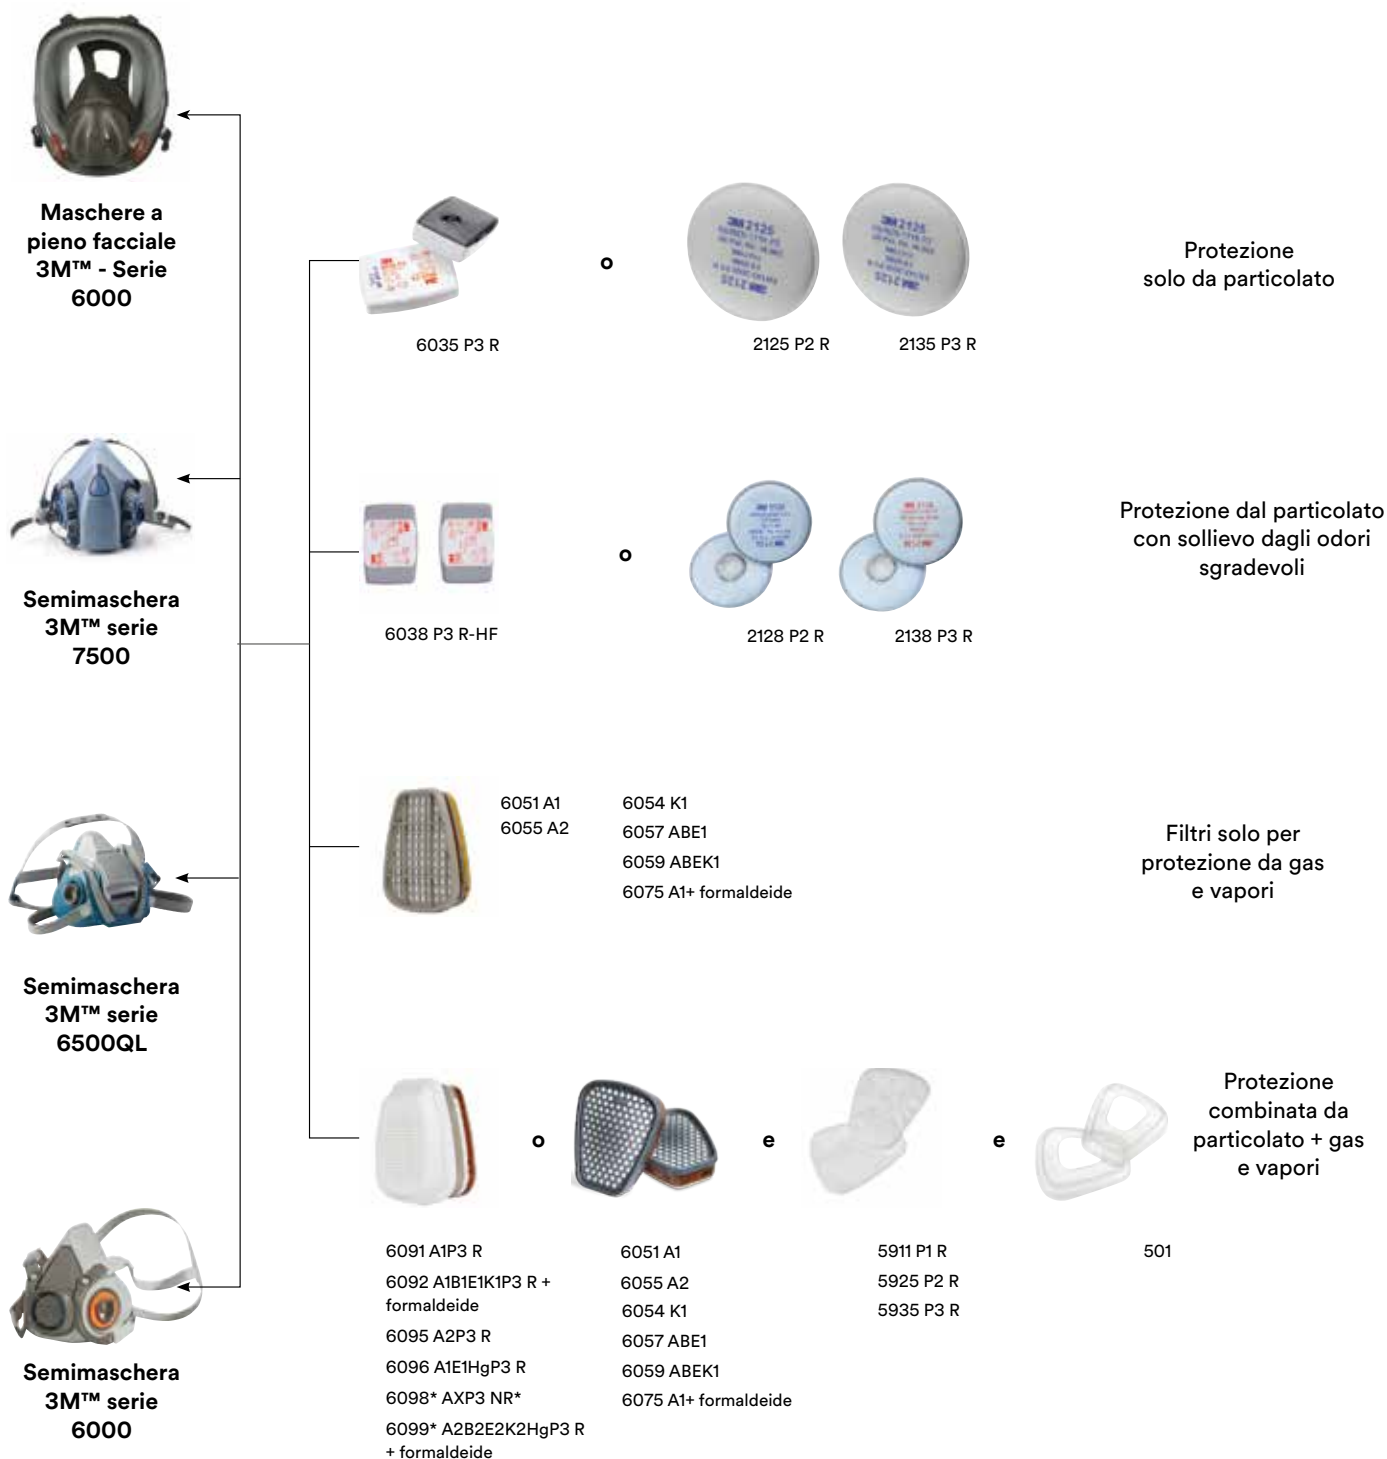 Maschere a
pieno facciale
3M™ - Serie
6000
6035 P3 R
o
3M 2125
3M 2125
2125 P2 R
2135 P3 R
Protezione
solo da particolato
Semimaschera
3M™ serie
7500
6038 P3 R-HF
o
2128 P2 R
2138 P3 R
Protezione dal particolato
con sollievo dagli odori
sgradevoli
6051 A1
6055 A2
6054 K1
6057 ABE1
6059 ABEK1
6075 A1+ formaldeide
Filtri solo per
protezione da gas
e vapori
Semimaschera
3M™ serie
6500QL
o
e
e
Protezione
combinata da
particolato + gas
e vapori
6091 A1P3 R
6092 A1B1E1K1P3 R +
formaldeide
6095 A2P3 R
6096 A1E1HgP3 R
6098* AXP3 NR*
6099* A2B2E2K2HgP3 R
+ formaldeide
6051 A1
6055 A2
6054 K1
6057 ABE1
6059 ABEK1
6075 A1+ formaldeide
5911 P1 R
5925 P2 R
5935 P3 R
501
Semimaschera
3M™ serie
6000